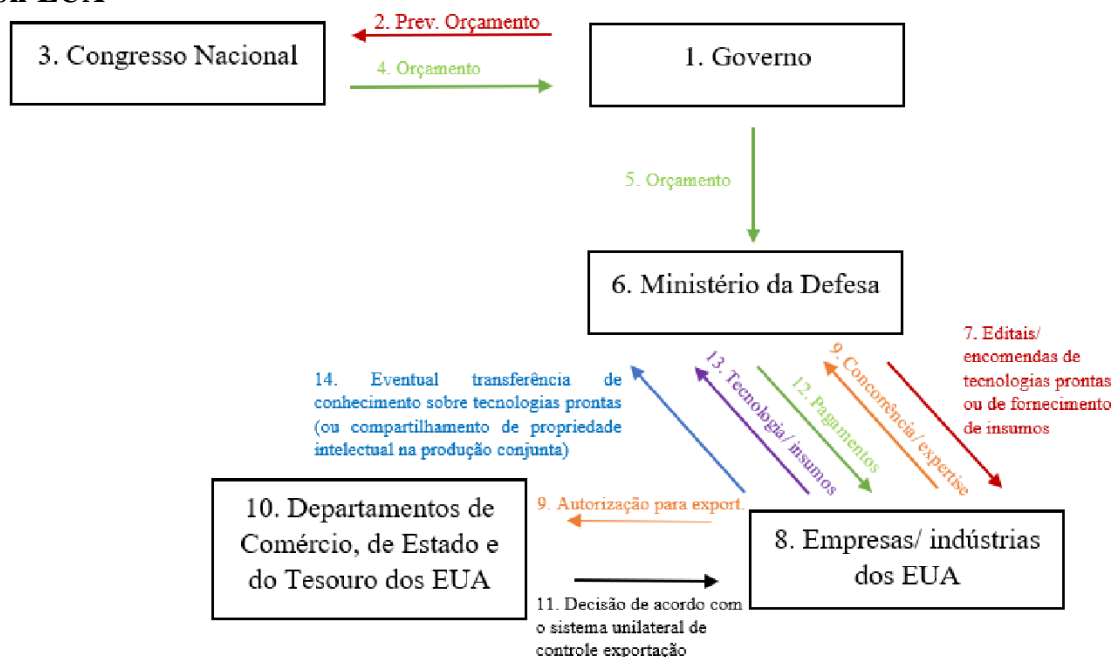 2. Prev. Orçamento
3. Congresso Nacional
1. Governo
4. Orçamento
5. Orçamento
6. Ministério da Defesa
7. Editais/
encomendas de
tecnologias prontas
ou de fornecimento
de insumos
9. Concorrência/ expertise
12. Pagamentos
13. Tecnologia/ insumos
14. Eventual transferência de
conhecimento sobre tecnologias prontas
(ou compartilhamento de propriedade
intelectual na produção conjunta)
10. Departamentos de
Comércio, de Estado e
do Tesouro dos EUA
9. Autorização para export.
8. Empresas/ indústrias
dos EUA
11. Decisão de acordo com
o sistema unilateral de
controle exportação